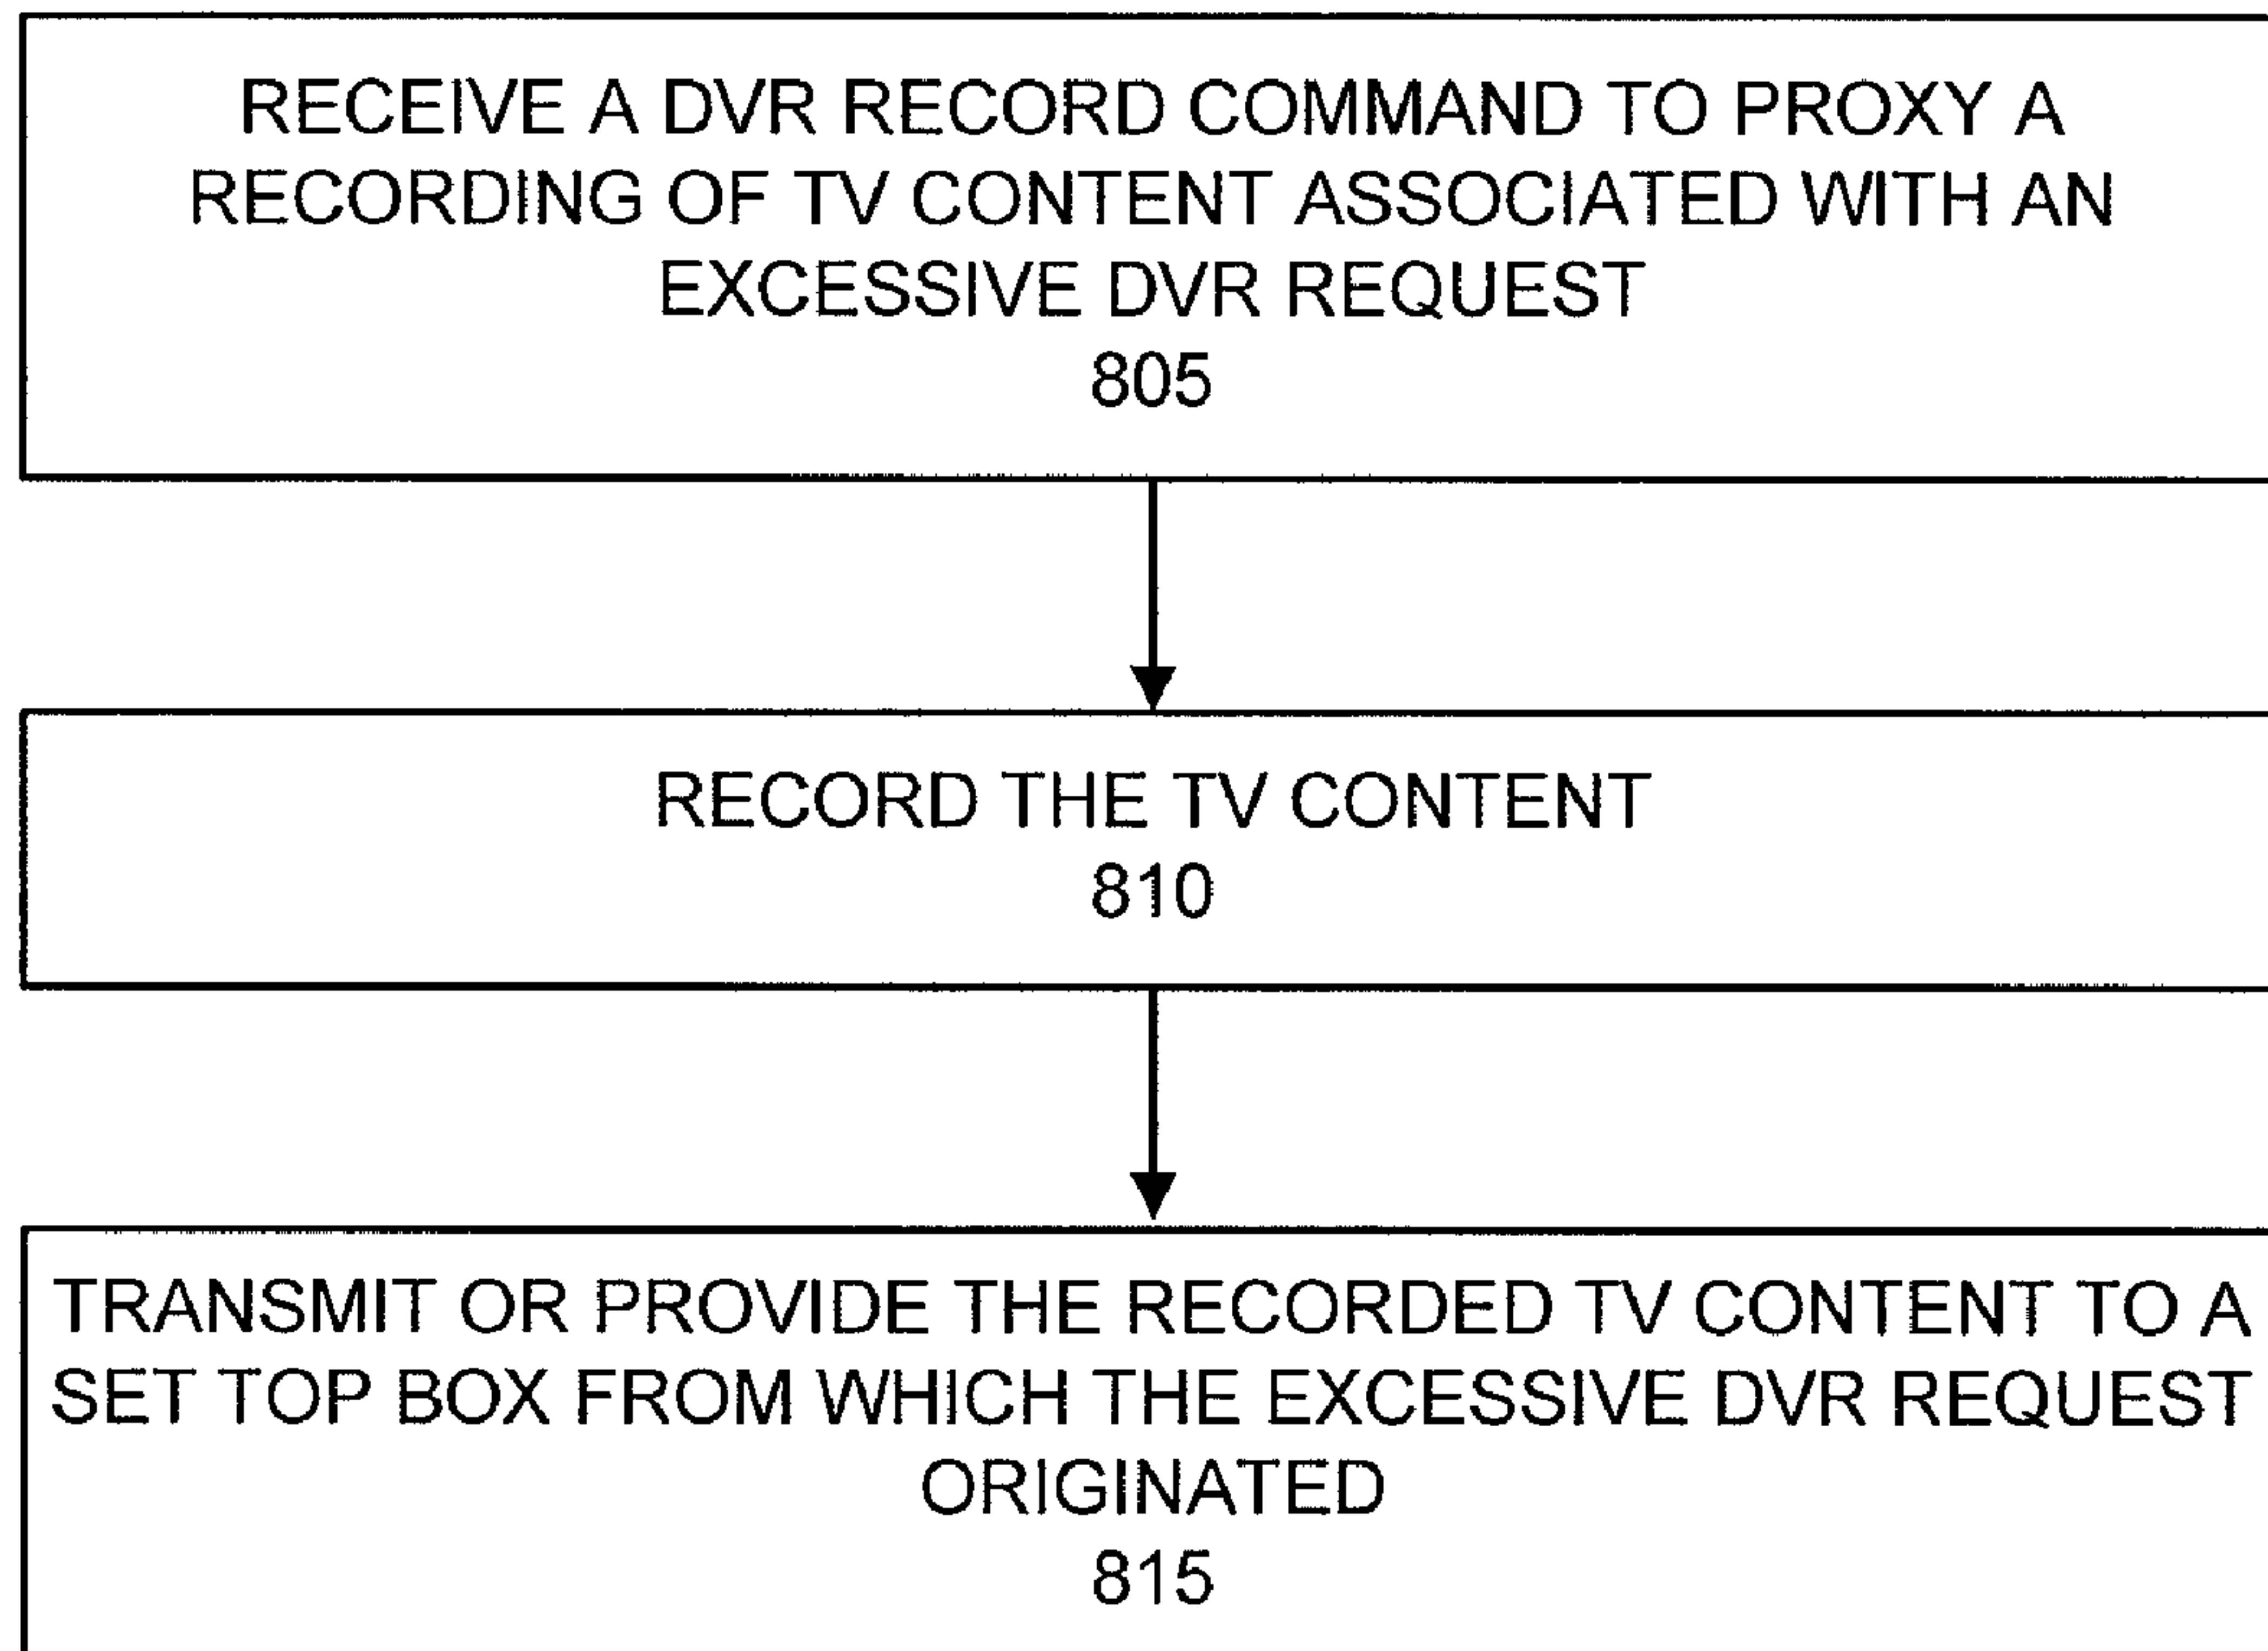 RECEIVE A DVR RECORD COMMAND TO PROXY A
RECORDING OF TV CONTENT ASSOCIATED WITH AN
EXCESSIVE DVR REQUEST
805
RECORD THE TV CONTENT
810
TRANSMIT OR PROVIDE THE RECORDED TV CONTENT TO A
SET TOP BOX FROM WHICH THE EXCESSIVE DVR REQUEST
ORIGINATED
815